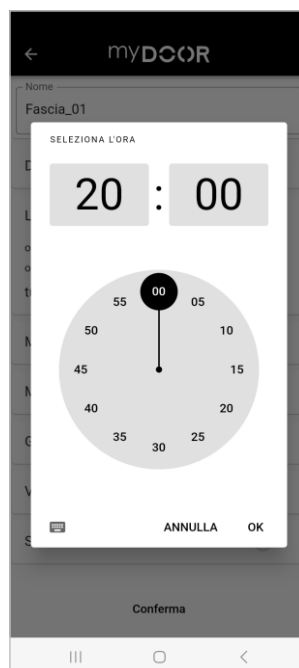 myDOOR
Nome
Fascia_01
SELEZIONA L'ORA
20 : 00
00
05
10
15
20
25
30
35
40
45
50
55
ANNULLA OK
Conferma